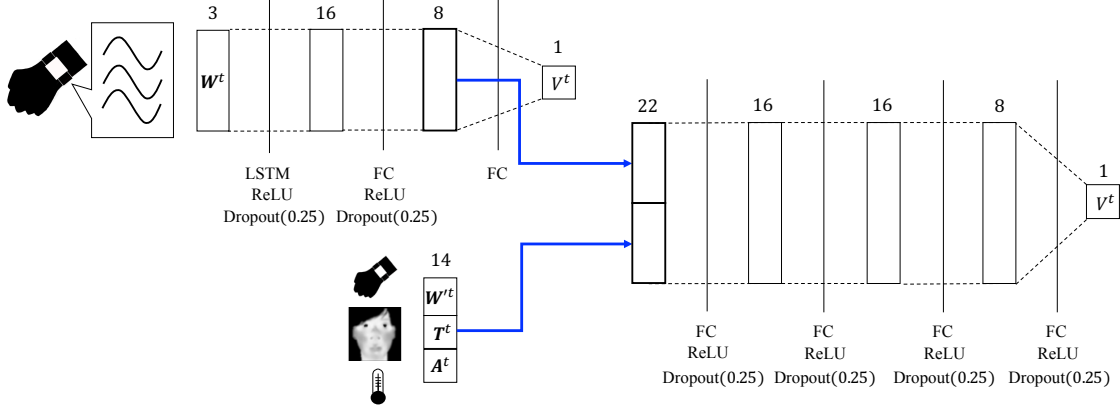 3 16 8
1
W^t
V^t
LSTM
ReLU
Dropout(0.25)
FC
ReLU
Dropout(0.25)
FC
14
W'^t
T^t
A^t
22 16 16 8
1
V^t
FC
ReLU
Dropout(0.25)
FC
ReLU
Dropout(0.25)
FC
ReLU
Dropout(0.25)
FC
ReLU
Dropout(0.25)